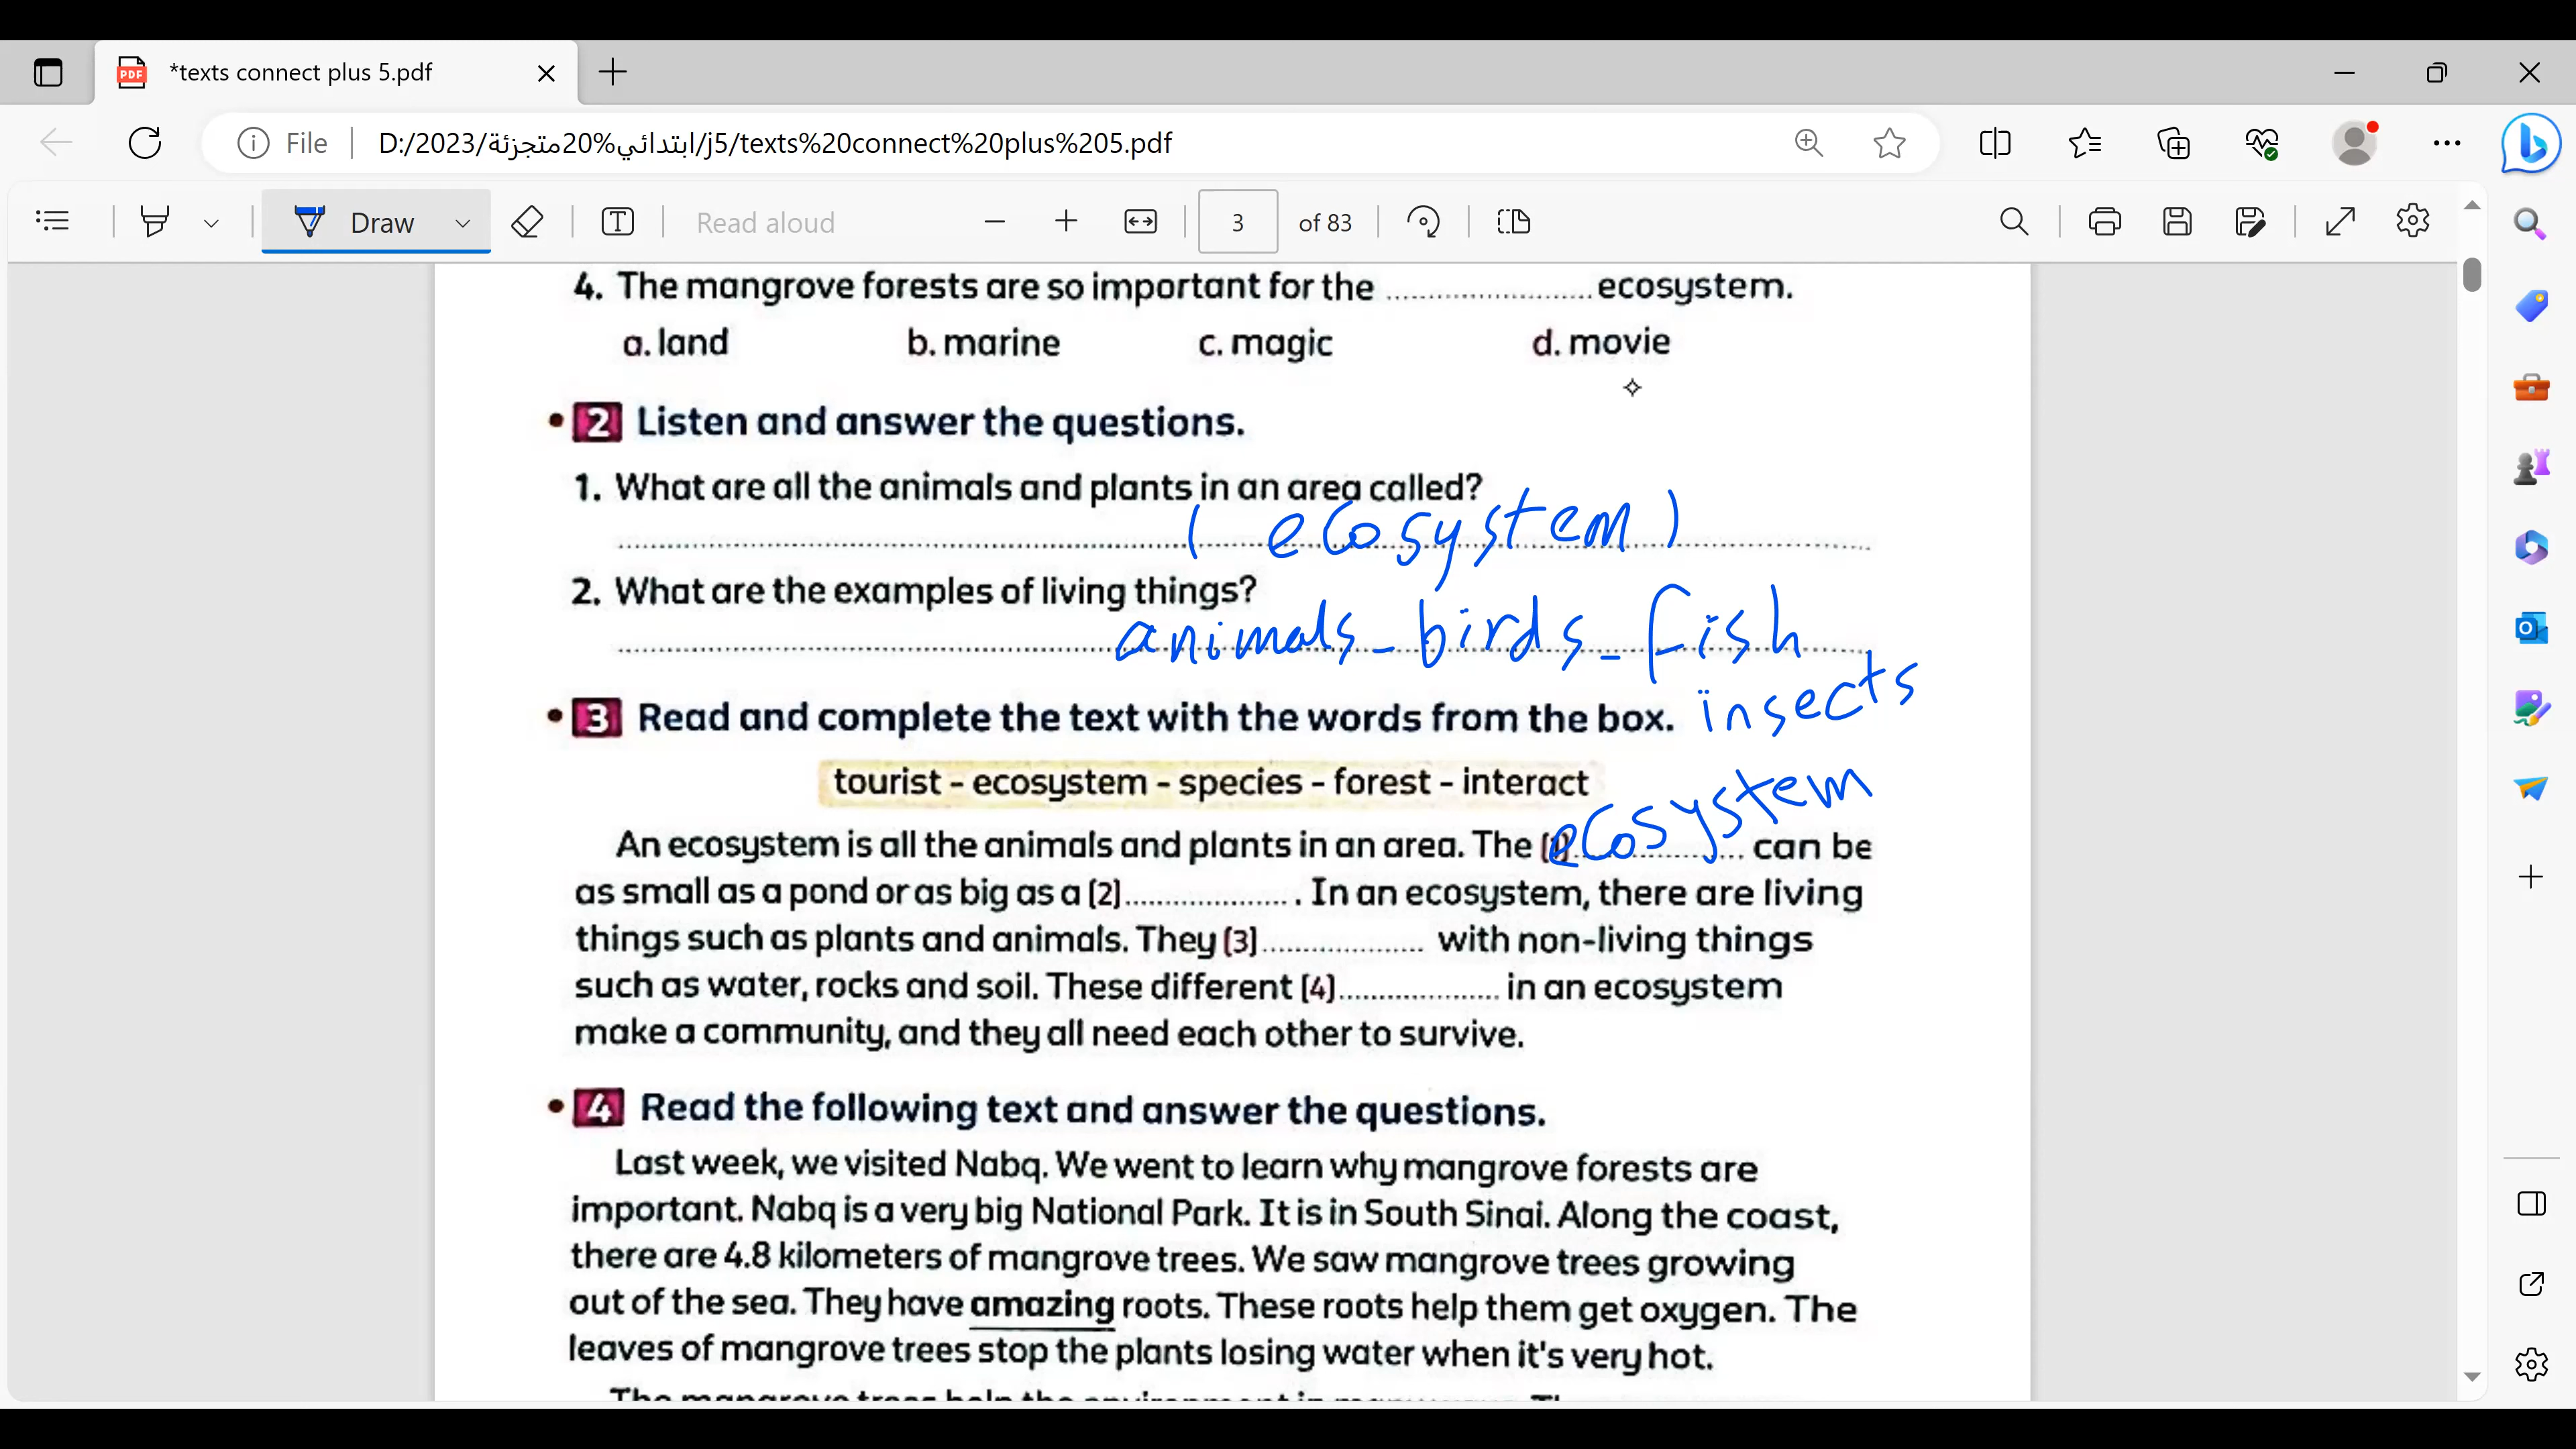 *texts connect plus 5.pdf
File | D:/2023/ابتدائي%20متجزئة/j5/texts%20connect%20plus%205.pdf
Draw
Read aloud
3 of 83
4. The mangrove forests are so important for the ...................... ecosystem.
a. land b. marine c. magic d. movie
2 Listen and answer the questions.
1. What are all the animals and plants in an area called?
( ecosystem )
2. What are the examples of living things?
animals - birds - fish
insects
3 Read and complete the text with the words from the box.
tourist - ecosystem - species - forest - interact
ecosystem
An ecosystem is all the animals and plants in an area. The (1) .................. can be
as small as a pond or as big as a (2) .................. . In an ecosystem, there are living
things such as plants and animals. They (3) .................. with non-living things
such as water, rocks and soil. These different (4) .................. in an ecosystem
make a community, and they all need each other to survive.
4 Read the following text and answer the questions.
Last week, we visited Nabq. We went to learn why mangrove forests are
important. Nabq is a very big National Park. It is in South Sinai. Along the coast,
there are 4.8 kilometers of mangrove trees. We saw mangrove trees growing
out of the sea. They have amazing roots. These roots help them get oxygen. The
leaves of mangrove trees stop the plants losing water when it's very hot.